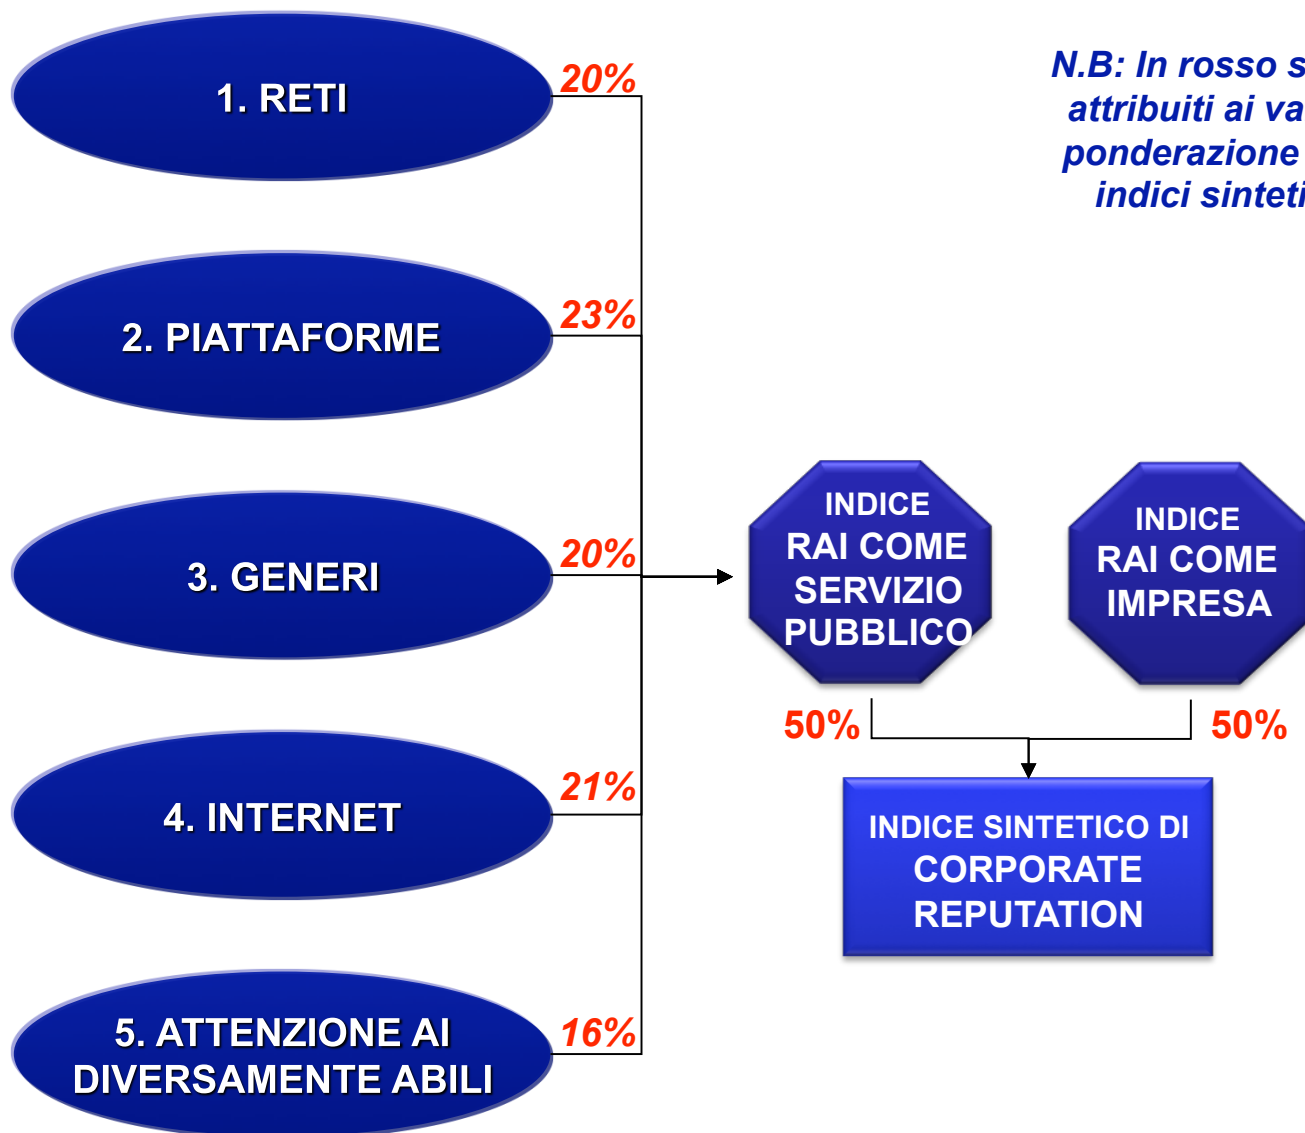 1. RETI
20%
N.B: In rosso s
attribuiti ai va
ponderazione
indici sinteti
2. PIATTAFORME
23%
3. GENERI
20%
INDICE
RAI COME
SERVIZIO
PUBBLICO
INDICE
RAI COME
IMPRESA
50%
50%
4. INTERNET
21%
INDICE SINTETICO DI
CORPORATE
REPUTATION
5. ATTENZIONE AI
DIVERSAMENTE ABILI
16%